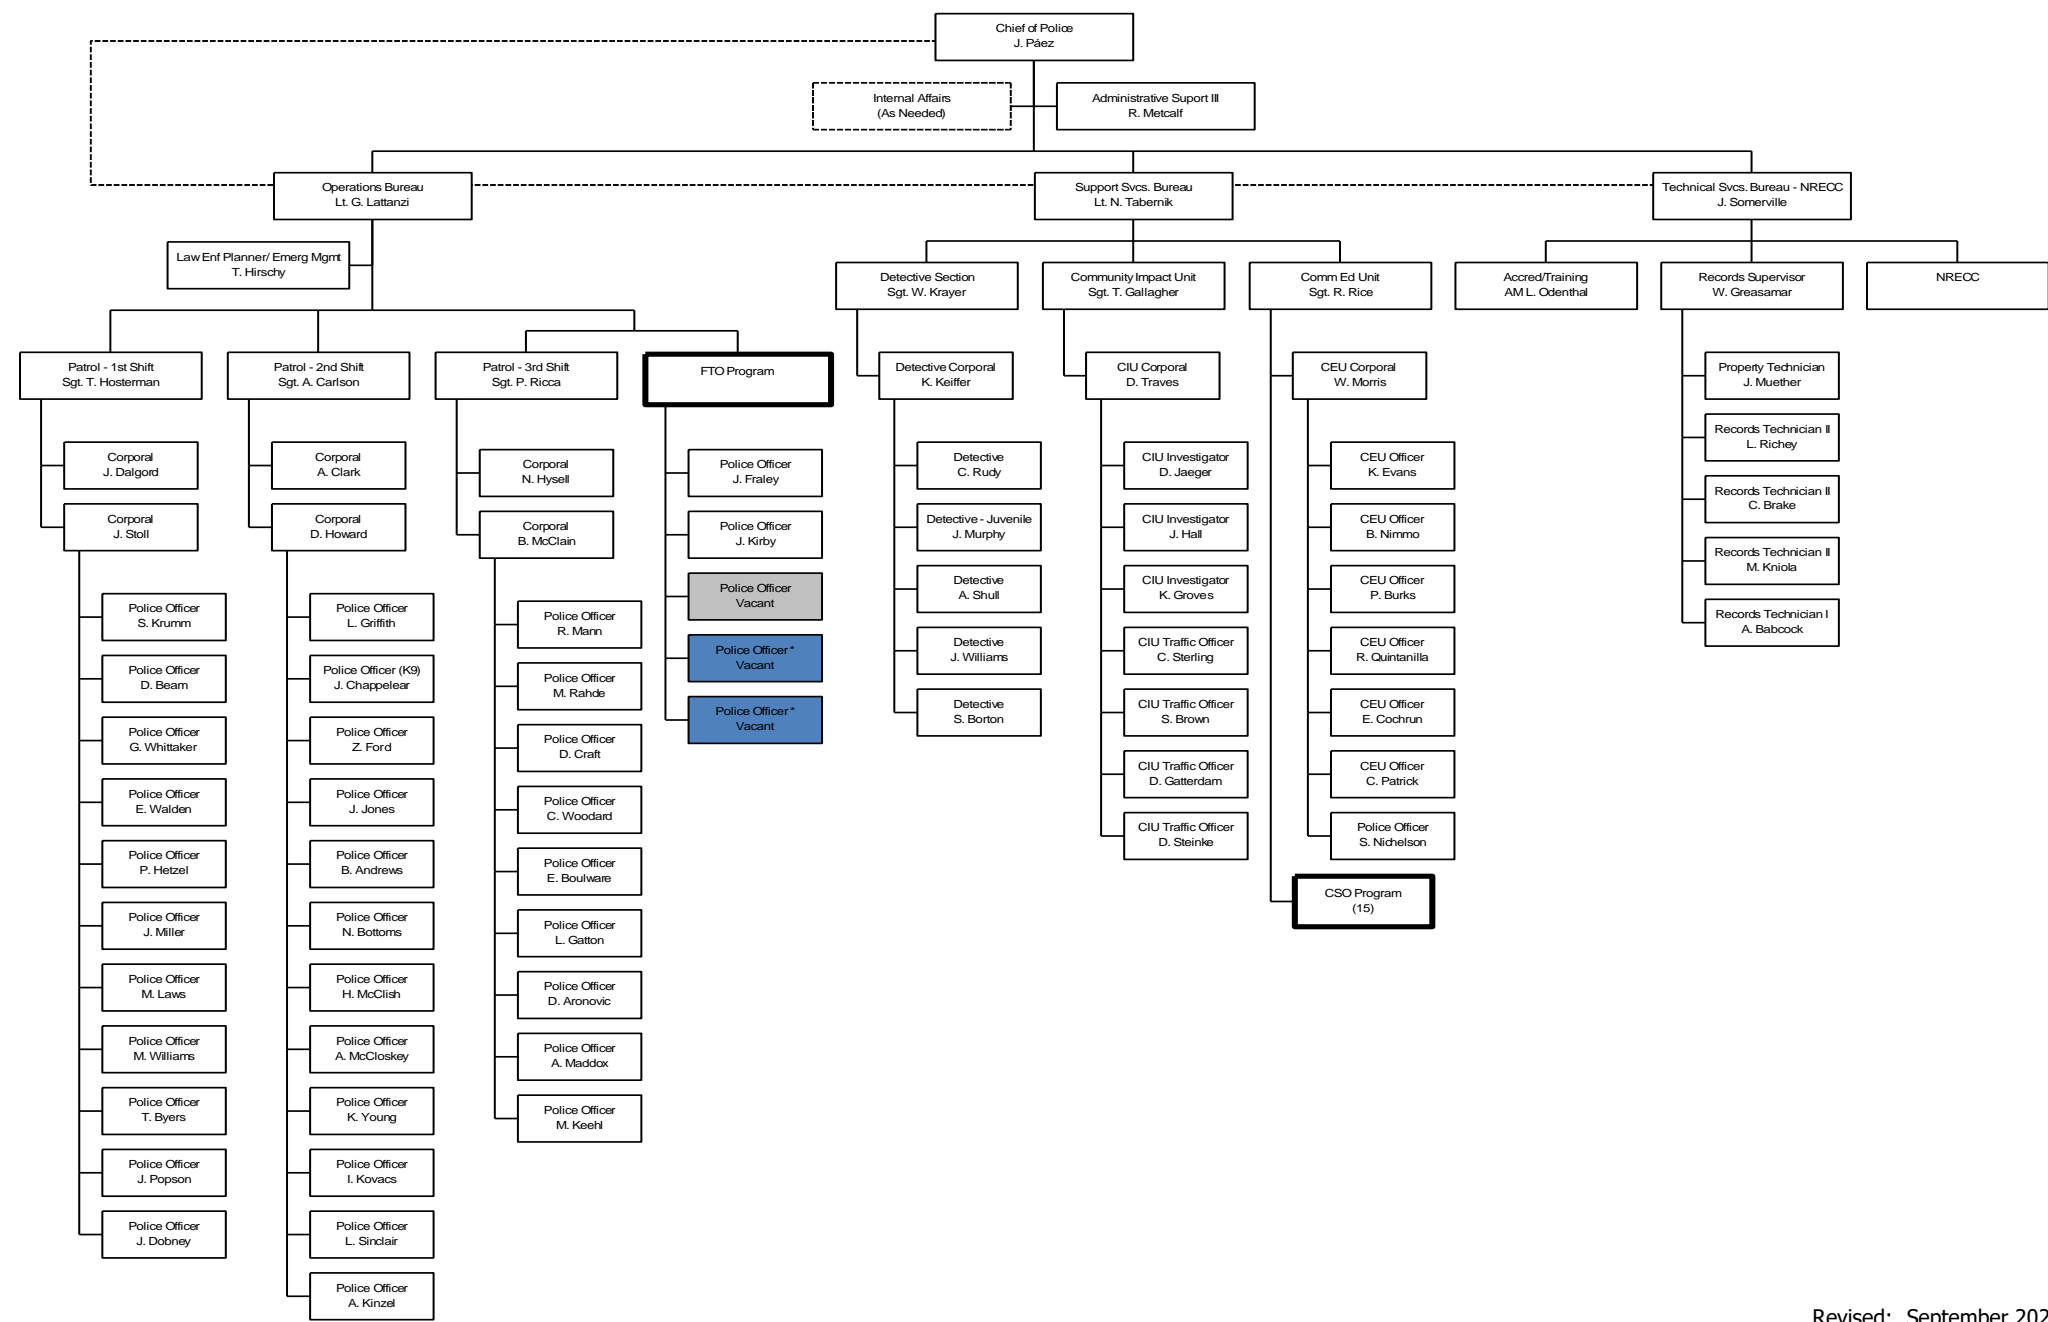 Chief of Police
J. Páez
Internal Affairs
(As Needed)
Administrative Suport III
R. Metcalf
Operations Bureau
Lt. G. Lattanzi
Support Svcs. Bureau
Lt. N. Tabernik
Technical Svcs. Bureau - NRECC
J. Somerville
Law Enf Planner/ Emerg Mgmt
T. Hirschy
Detective Section
Sgt. W. Krayer
Community Impact Unit
Sgt. T. Gallagher
Comm Ed Unit
Sgt. R. Rice
Accred/Training
AM L. Odenthal
Records Supervisor
W. Greasamar
NRECC
Patrol - 1st Shift
Sgt. T. Hosterman
Patrol - 2nd Shift
Sgt. A. Carlson
Patrol - 3rd Shift
Sgt. P. Ricca
FTO Program
Detective Corporal
K. Keiffer
CIU Corporal
D. Traves
CEU Corporal
W. Morris
Property Technician
J. Muether
Records Technician II
L. Richey
Records Technician II
C. Brake
Records Technician II
M. Kniola
Records Technician I
A. Babcock
Corporal
J. Dalgord
Corporal
J. Stoll
Police Officer
S. Krumm
Police Officer
D. Beam
Police Officer
G. Whittaker
Police Officer
E. Walden
Police Officer
P. Hetzel
Police Officer
J. Miller
Police Officer
M. Laws
Police Officer
M. Williams
Police Officer
T. Byers
Police Officer
J. Popson
Police Officer
J. Dobney
Corporal
A. Clark
Corporal
D. Howard
Police Officer
L. Griffith
Police Officer (K9)
J. Chappelear
Police Officer
Z. Ford
Police Officer
J. Jones
Police Officer
B. Andrews
Police Officer
N. Bottoms
Police Officer
H. McClish
Police Officer
A. McCloskey
Police Officer
K. Young
Police Officer
I. Kovacs
Police Officer
L. Sinclair
Police Officer
A. Kinzel
Corporal
N. Hysell
Corporal
B. McClain
Police Officer
R. Mann
Police Officer
M. Rahde
Police Officer
D. Craft
Police Officer
C. Woodard
Police Officer
E. Boulware
Police Officer
L. Gatton
Police Officer
D. Aronovic
Police Officer
A. Maddox
Police Officer
M. Keehl
Police Officer
J. Fraley
Police Officer
J. Kirby
Police Officer
Vacant
Police Officer *
Vacant
Police Officer *
Vacant
Detective
C. Rudy
Detective - Juvenile
J. Murphy
Detective
A. Shull
Detective
J. Williams
Detective
S. Borton
CIU Investigator
D. Jaeger
CIU Investigator
J. Hall
CIU Investigator
K. Groves
CIU Traffic Officer
C. Sterling
CIU Traffic Officer
S. Brown
CIU Traffic Officer
D. Gatterdam
CIU Traffic Officer
D. Steinke
CEU Officer
K. Evans
CEU Officer
B. Nimmo
CEU Officer
P. Burks
CEU Officer
R. Quintanilla
CEU Officer
E. Cochrun
CEU Officer
C. Patrick
Police Officer
S. Nichelson
CSO Program
(15)
Revised: September 202